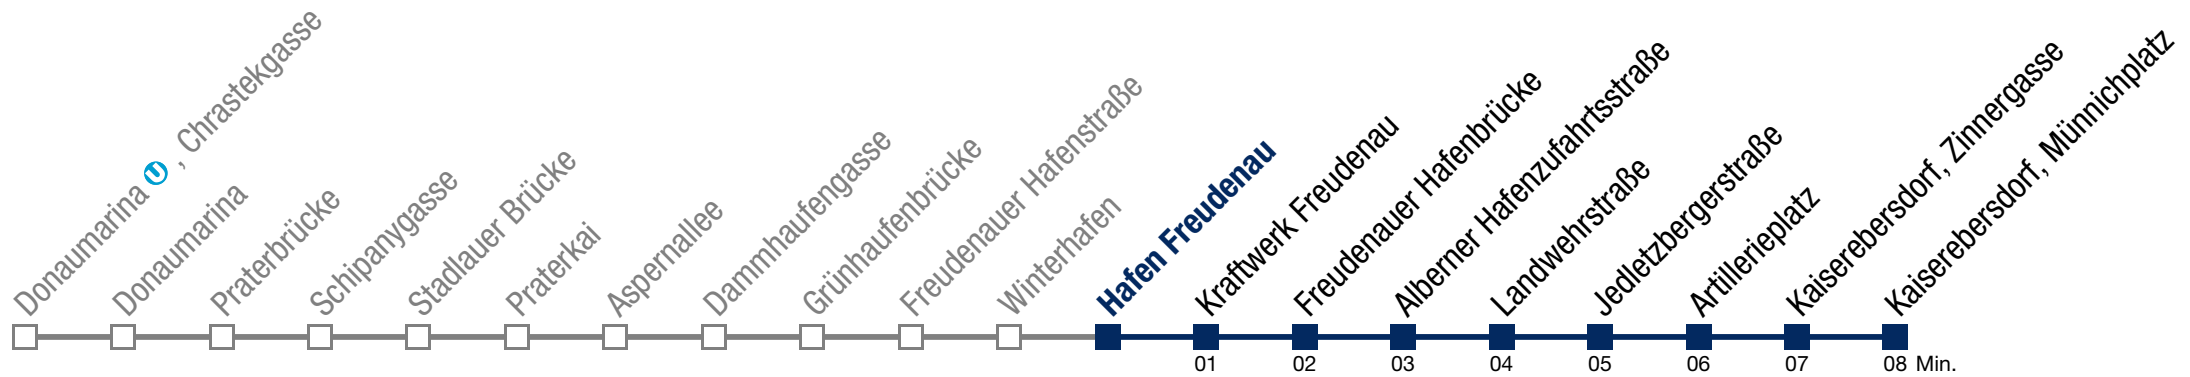 Donaumarina U, Chrastekgasse
Donaumarina
Praterbrücke
Schipanygasse
Stadlauer Brücke
Praterkai
Aspernallee
Dammhaufengasse
Grünhaufenbrücke
Freudenauer Hafenstraße
Winterhafen
Hafen Freudenau
Kraftwerk Freudenau
Freudenauer Hafenbrücke
Alberner Hafenzufahrtsstraße
Landwehrstraße
Jedletzbergerstraße
Artillerieplatz
Kaiserebersdorf, Zinnergasse
Kaiserebersdorf, Münnichplatz
01 02 03 04 05 06 07 08 Min.